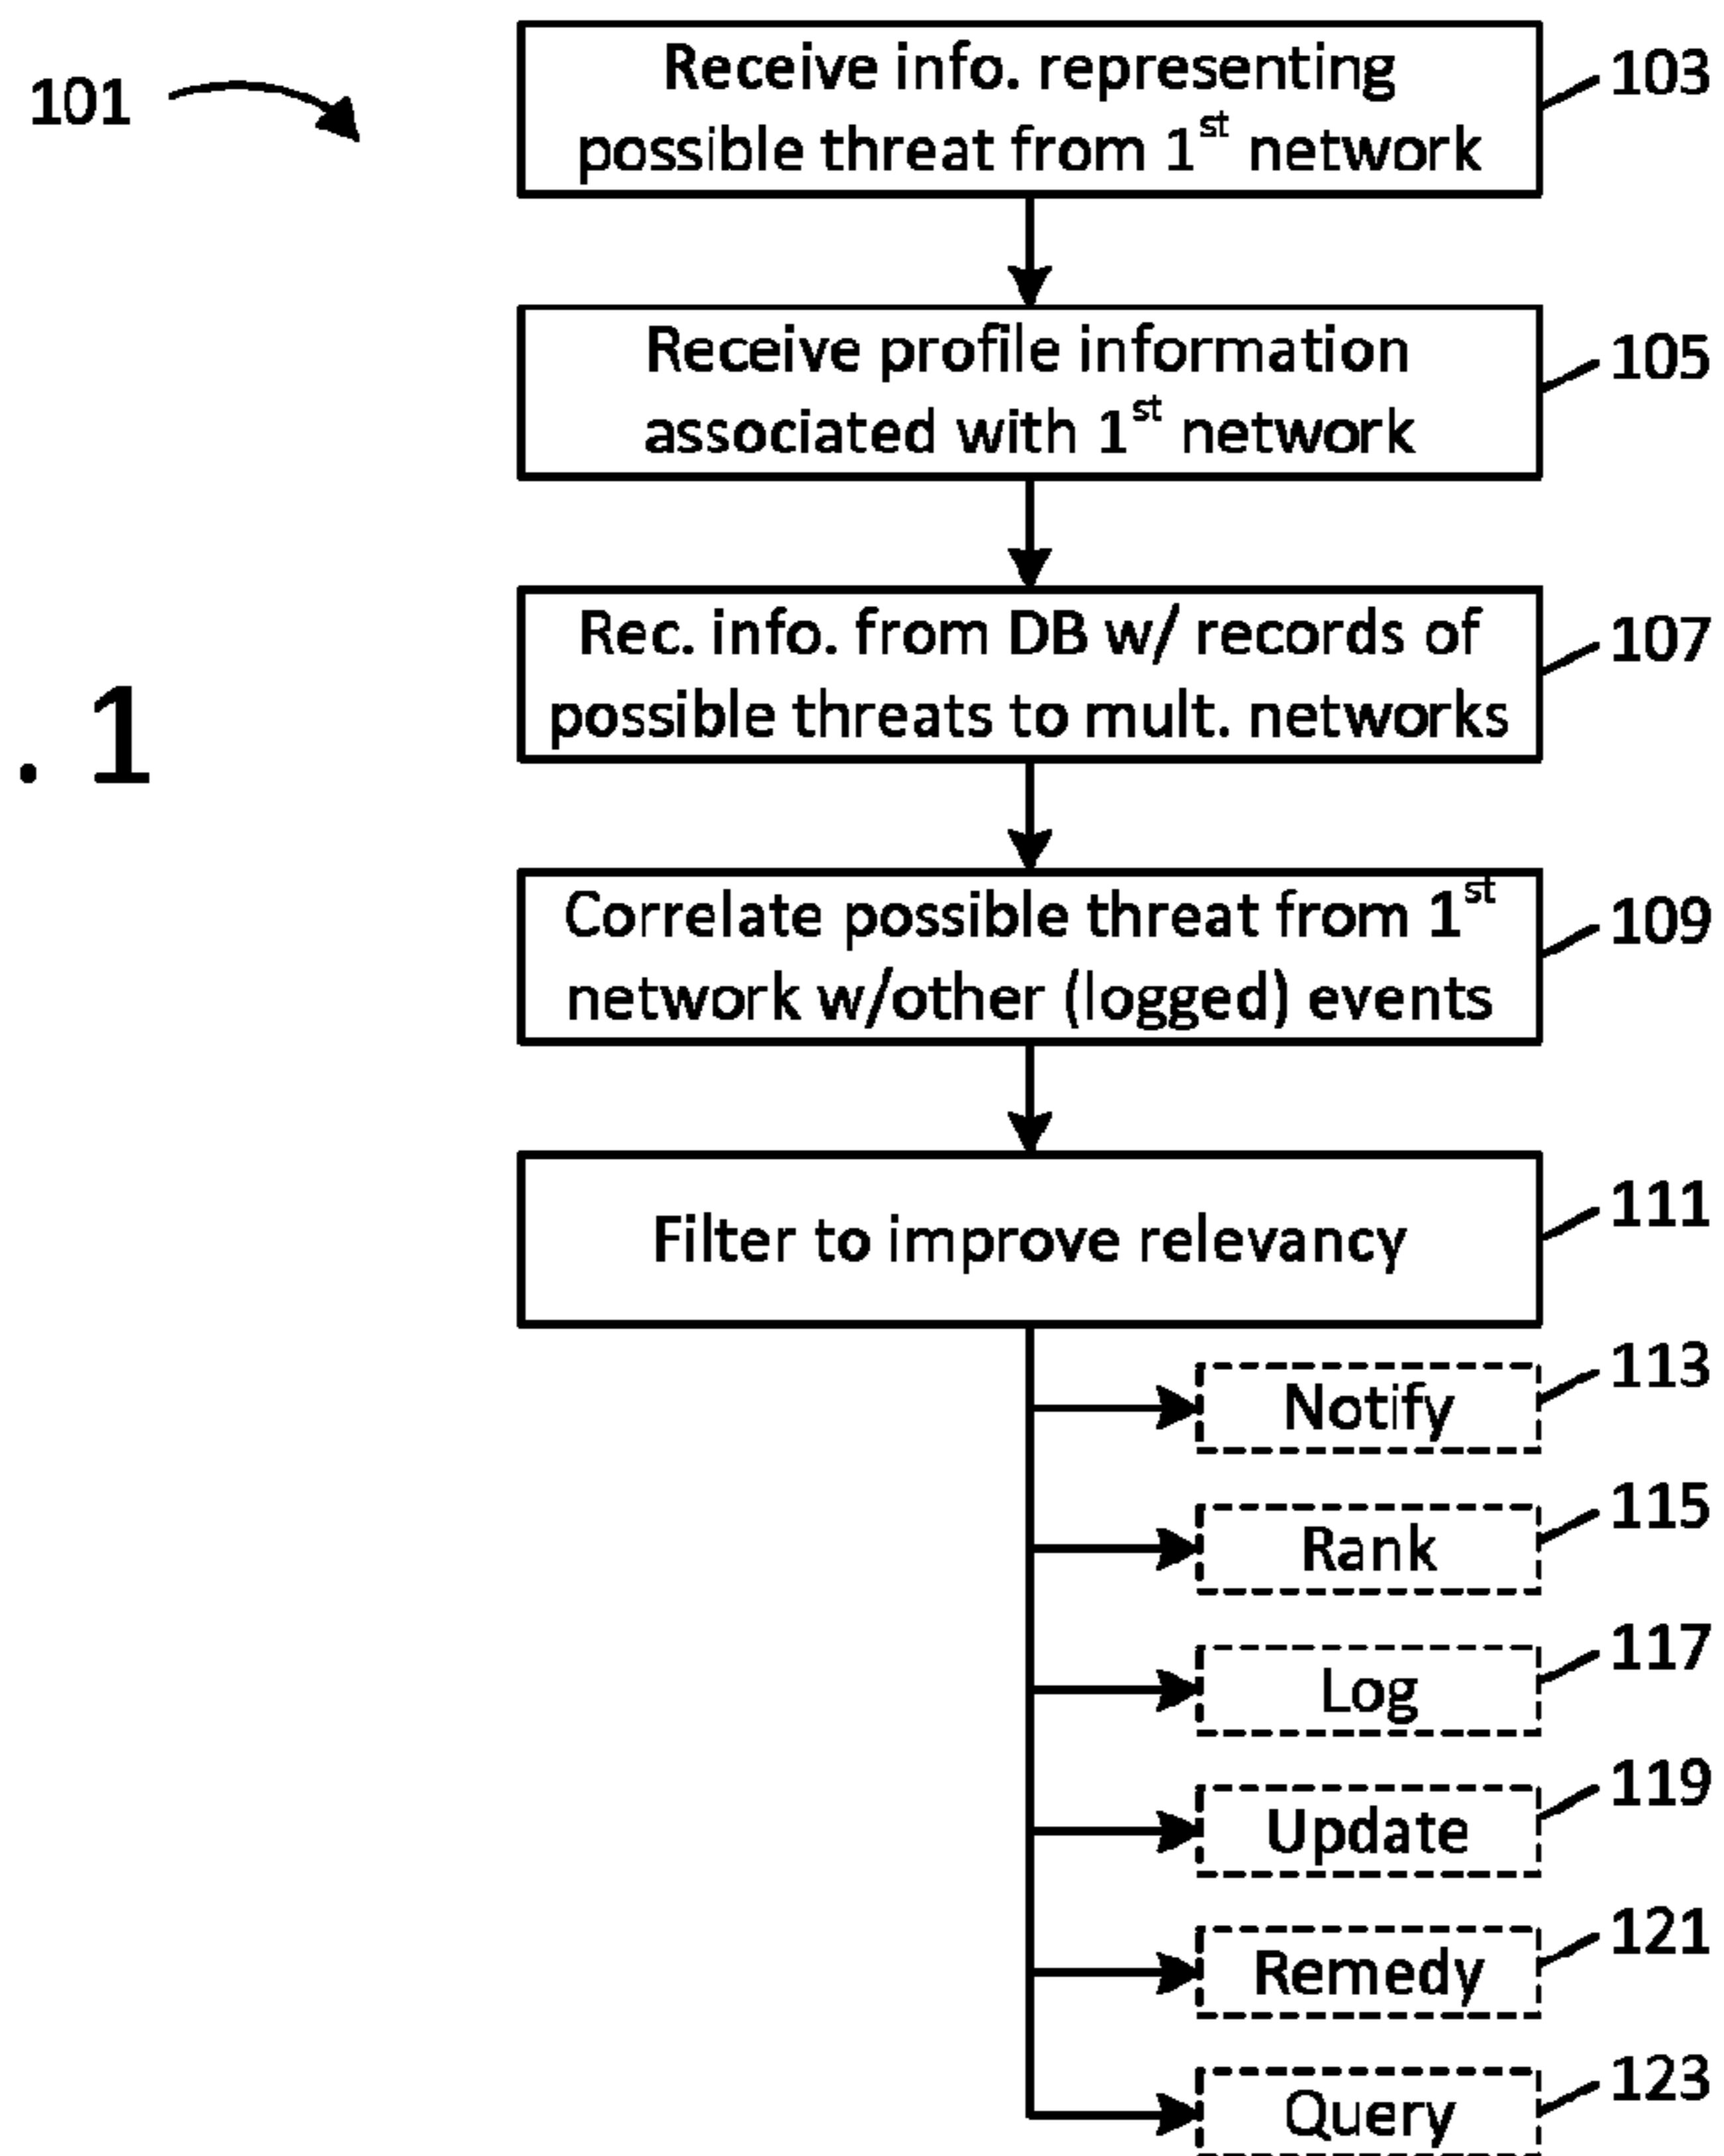 101
Receive info. representing
possible threat from 1st network
103
Receive profile information
associated with 1st network
105
Rec. info. from DB w/ records of
possible threats to mult. networks
107
. 1
Correlate possible threat from 1st
network w/other (logged) events
109
Filter to improve relevancy
111
Notify
113
Rank
115
Log
117
Update
119
Remedy
121
Query
123